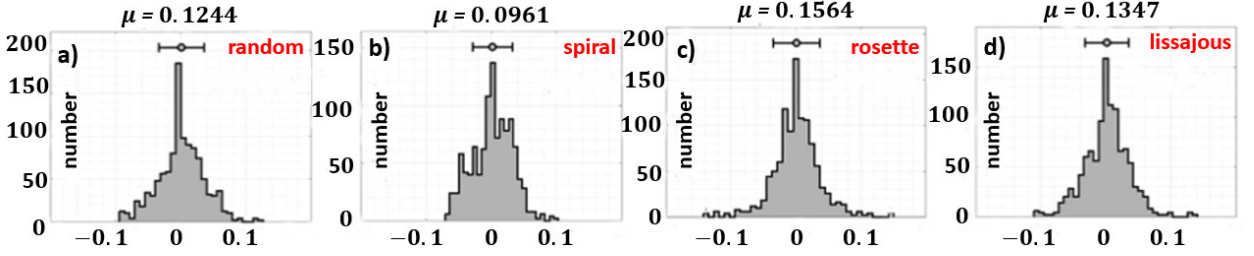 μ = 0.1244
a) random
200
150
100
50
0
number
−0.1 0 0.1
μ = 0.0961
b) spiral
150
100
50
0
number
−0.1 0 0.1
μ = 0.1564
c) rosette
200
150
100
50
0
number
−0.1 0 0.1
μ = 0.1347
d) lissajous
150
100
50
0
number
−0.1 0 0.1